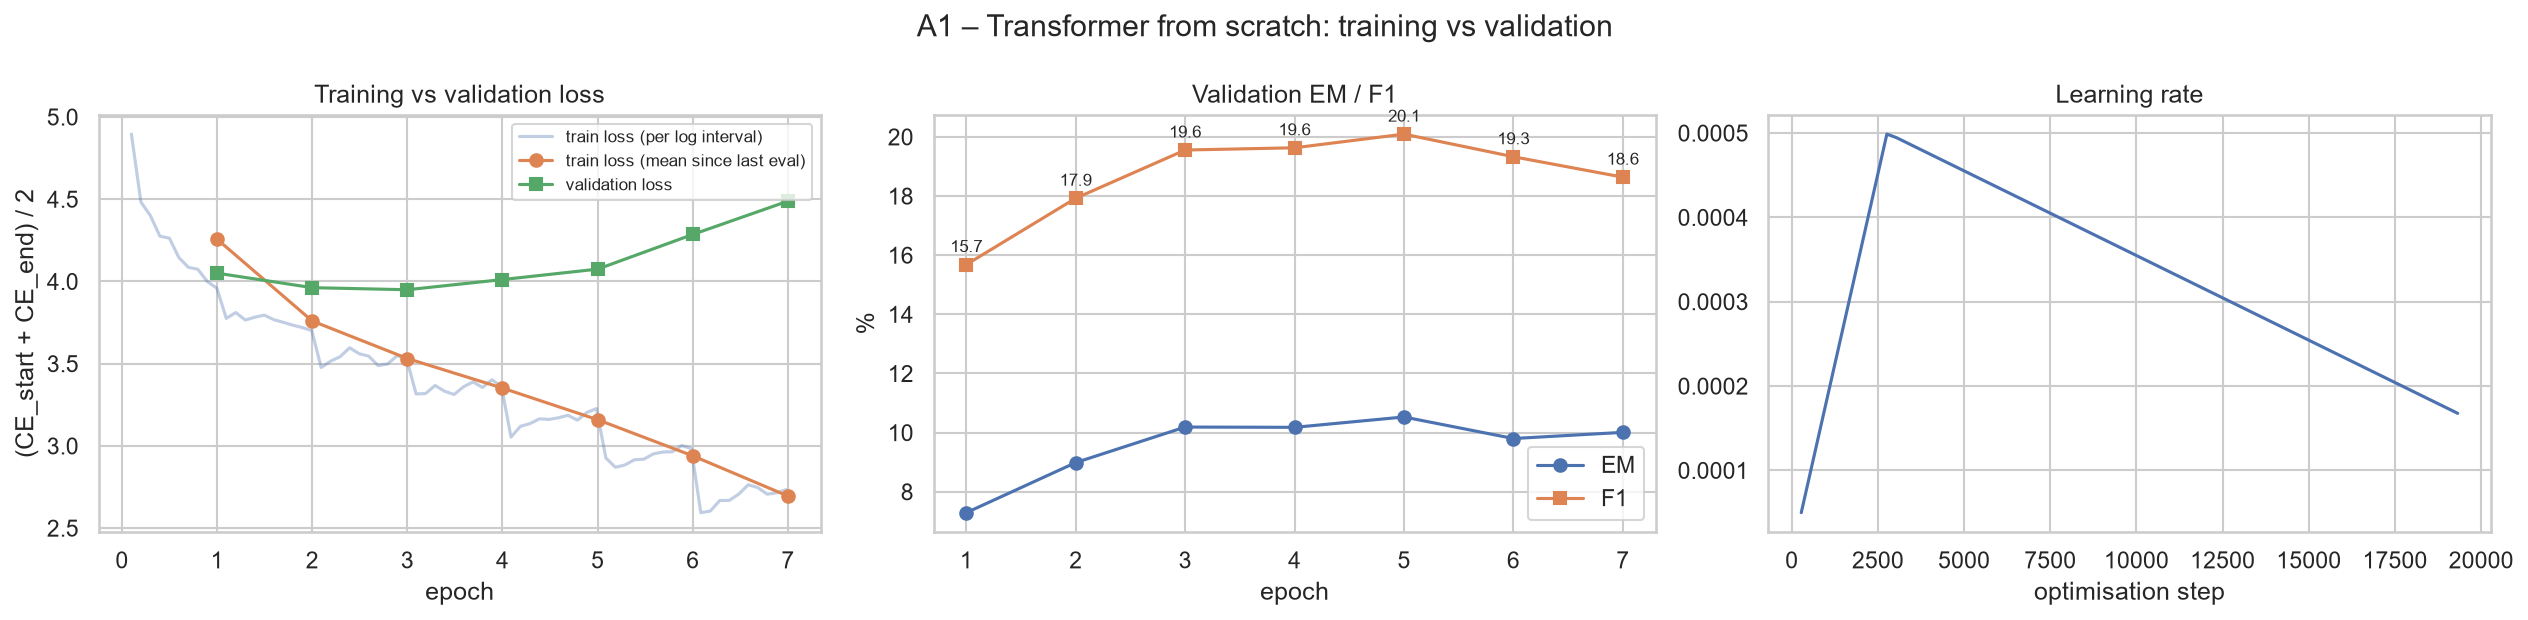 A1 – Transformer from scratch: training vs validation
Training vs validation loss
(CE_start + CE_end) / 2
5.0
4.5
4.0
3.5
3.0
2.5
train loss (per log interval)
train loss (mean since last eval)
validation loss
0 1 2 3 4 5 6 7
epoch
Validation EM / F1
%
20
18
16
14
12
10
8
15.7
17.9
19.6
19.6
20.1
19.3
18.6
EM
F1
1 2 3 4 5 6 7
epoch
Learning rate
0.0005
0.0004
0.0003
0.0002
0.0001
0 2500 5000 7500 10000 12500 15000 17500 20000
optimisation step